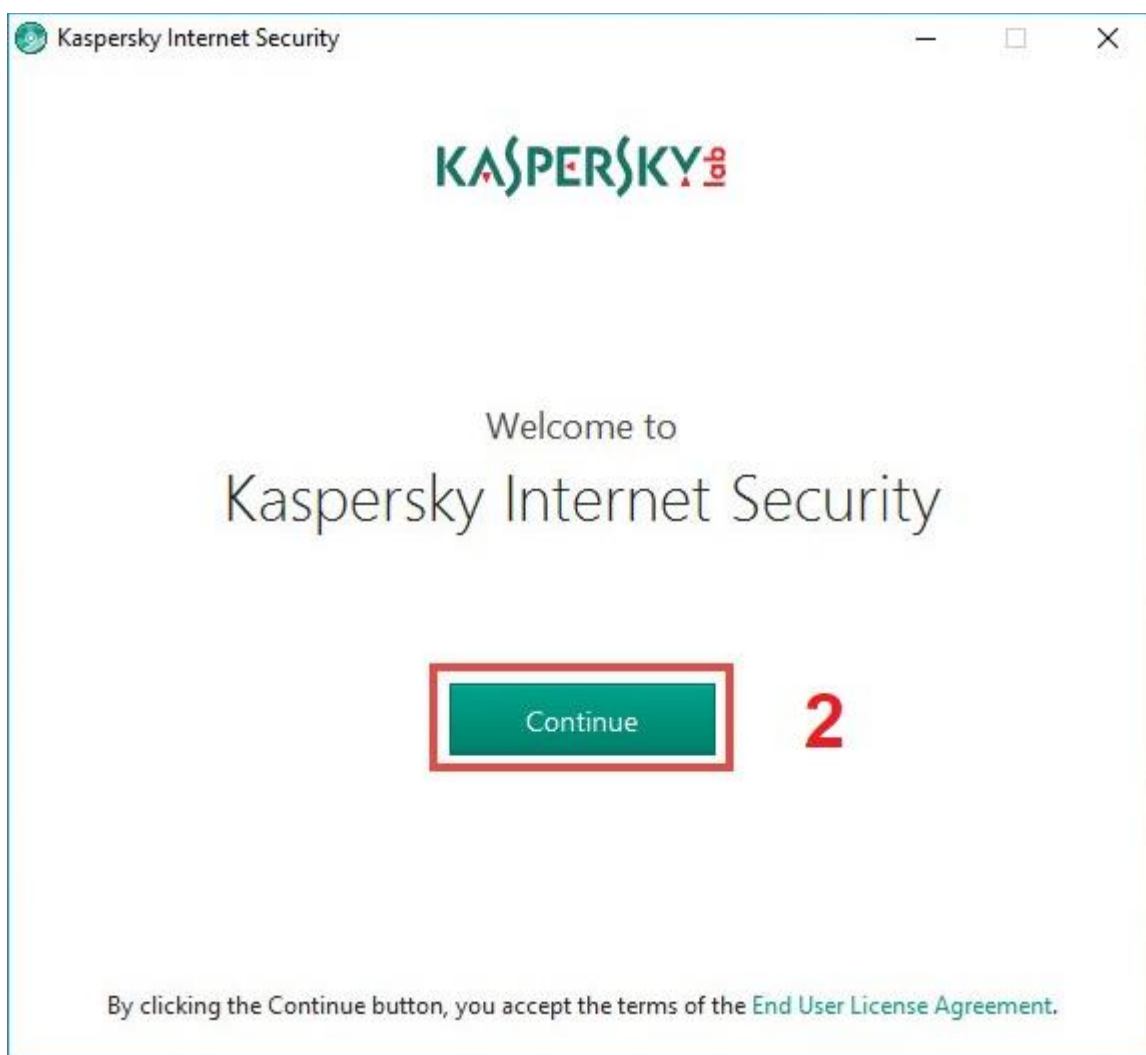 Kaspersky Internet Security
KASPERSKY lab
Welcome to
Kaspersky Internet Security
Continue
2
By clicking the Continue button, you accept the terms of the End User License Agreement.